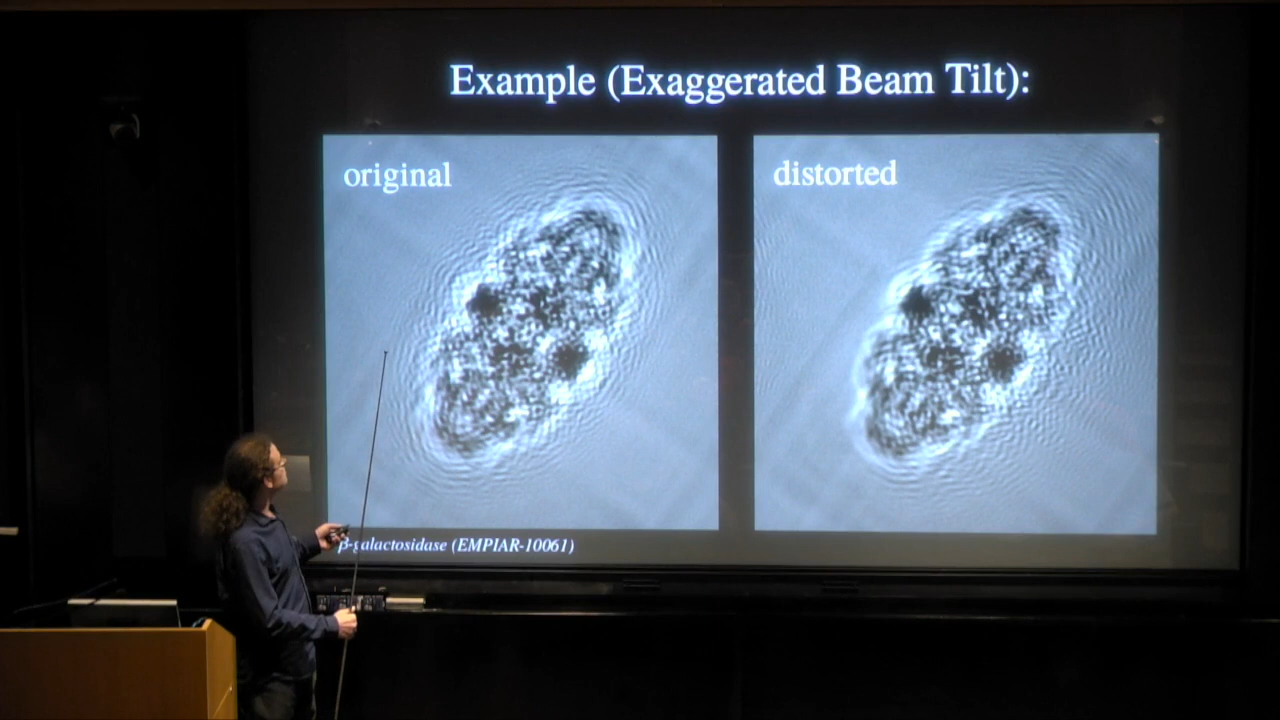 Example (Exaggerated Beam Tilt):
original
distorted
β-galactosidase (EMPIAR-10061)